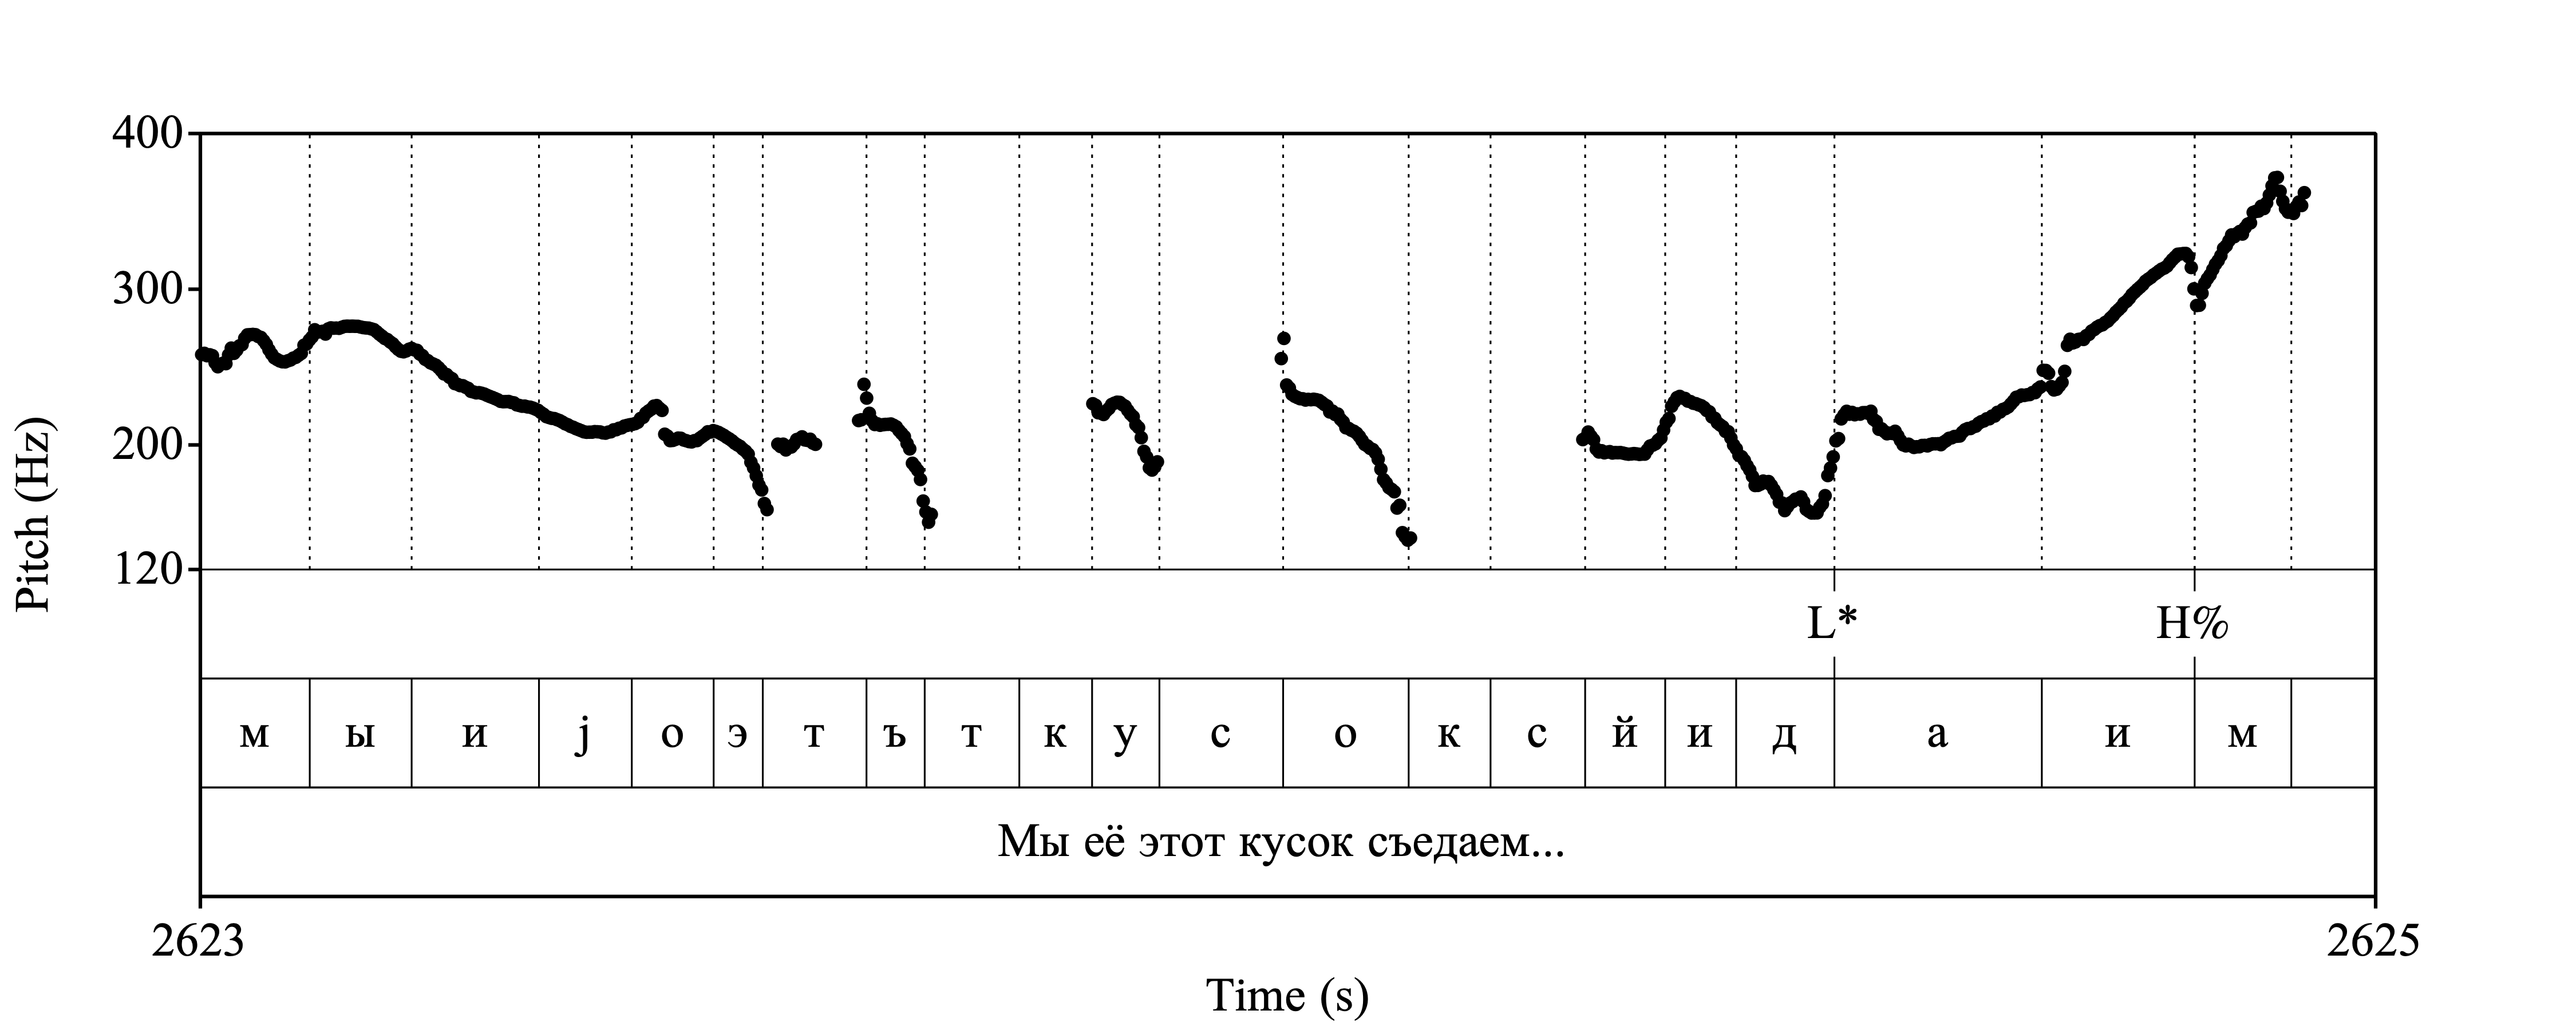 400
300
200
120
Pitch (Hz)
L* H%
м ы и j о э т ъ т к у с о к с й и д а и м
Мы её этот кусок съедаем...
2623 2625
Time (s)